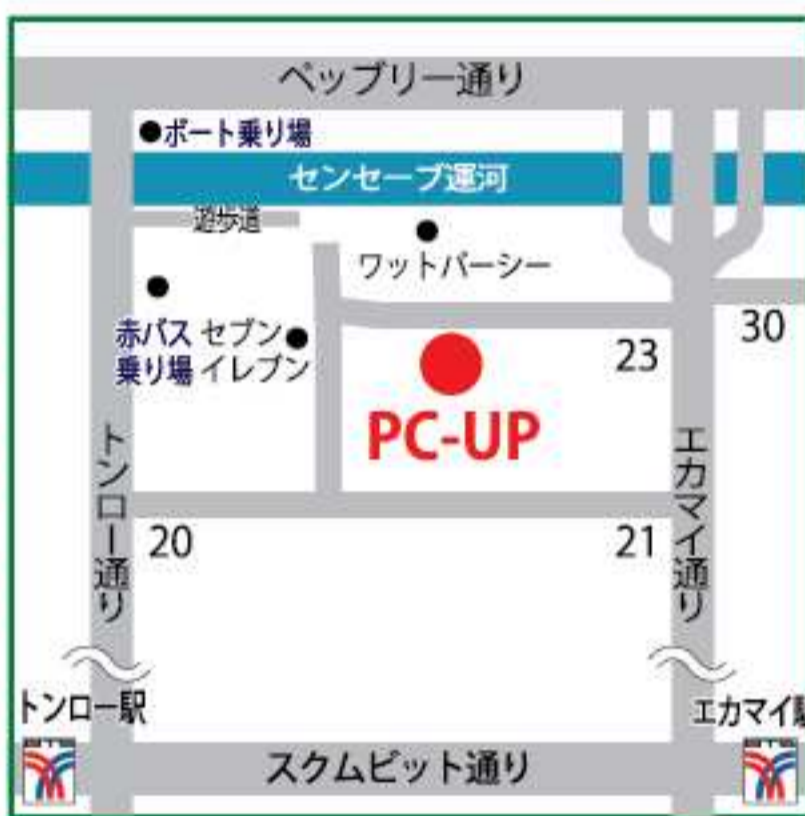 ペップリー通り
ボート乗り場
センセーブ運河
遊歩道
ワットパーシー
赤バス
乗り場
セブン
イレブン
23
30
PC-UP
トンロー通り
エカマイ通り
20
21
トンロー駅
エカマイ駅
スクムビット通り